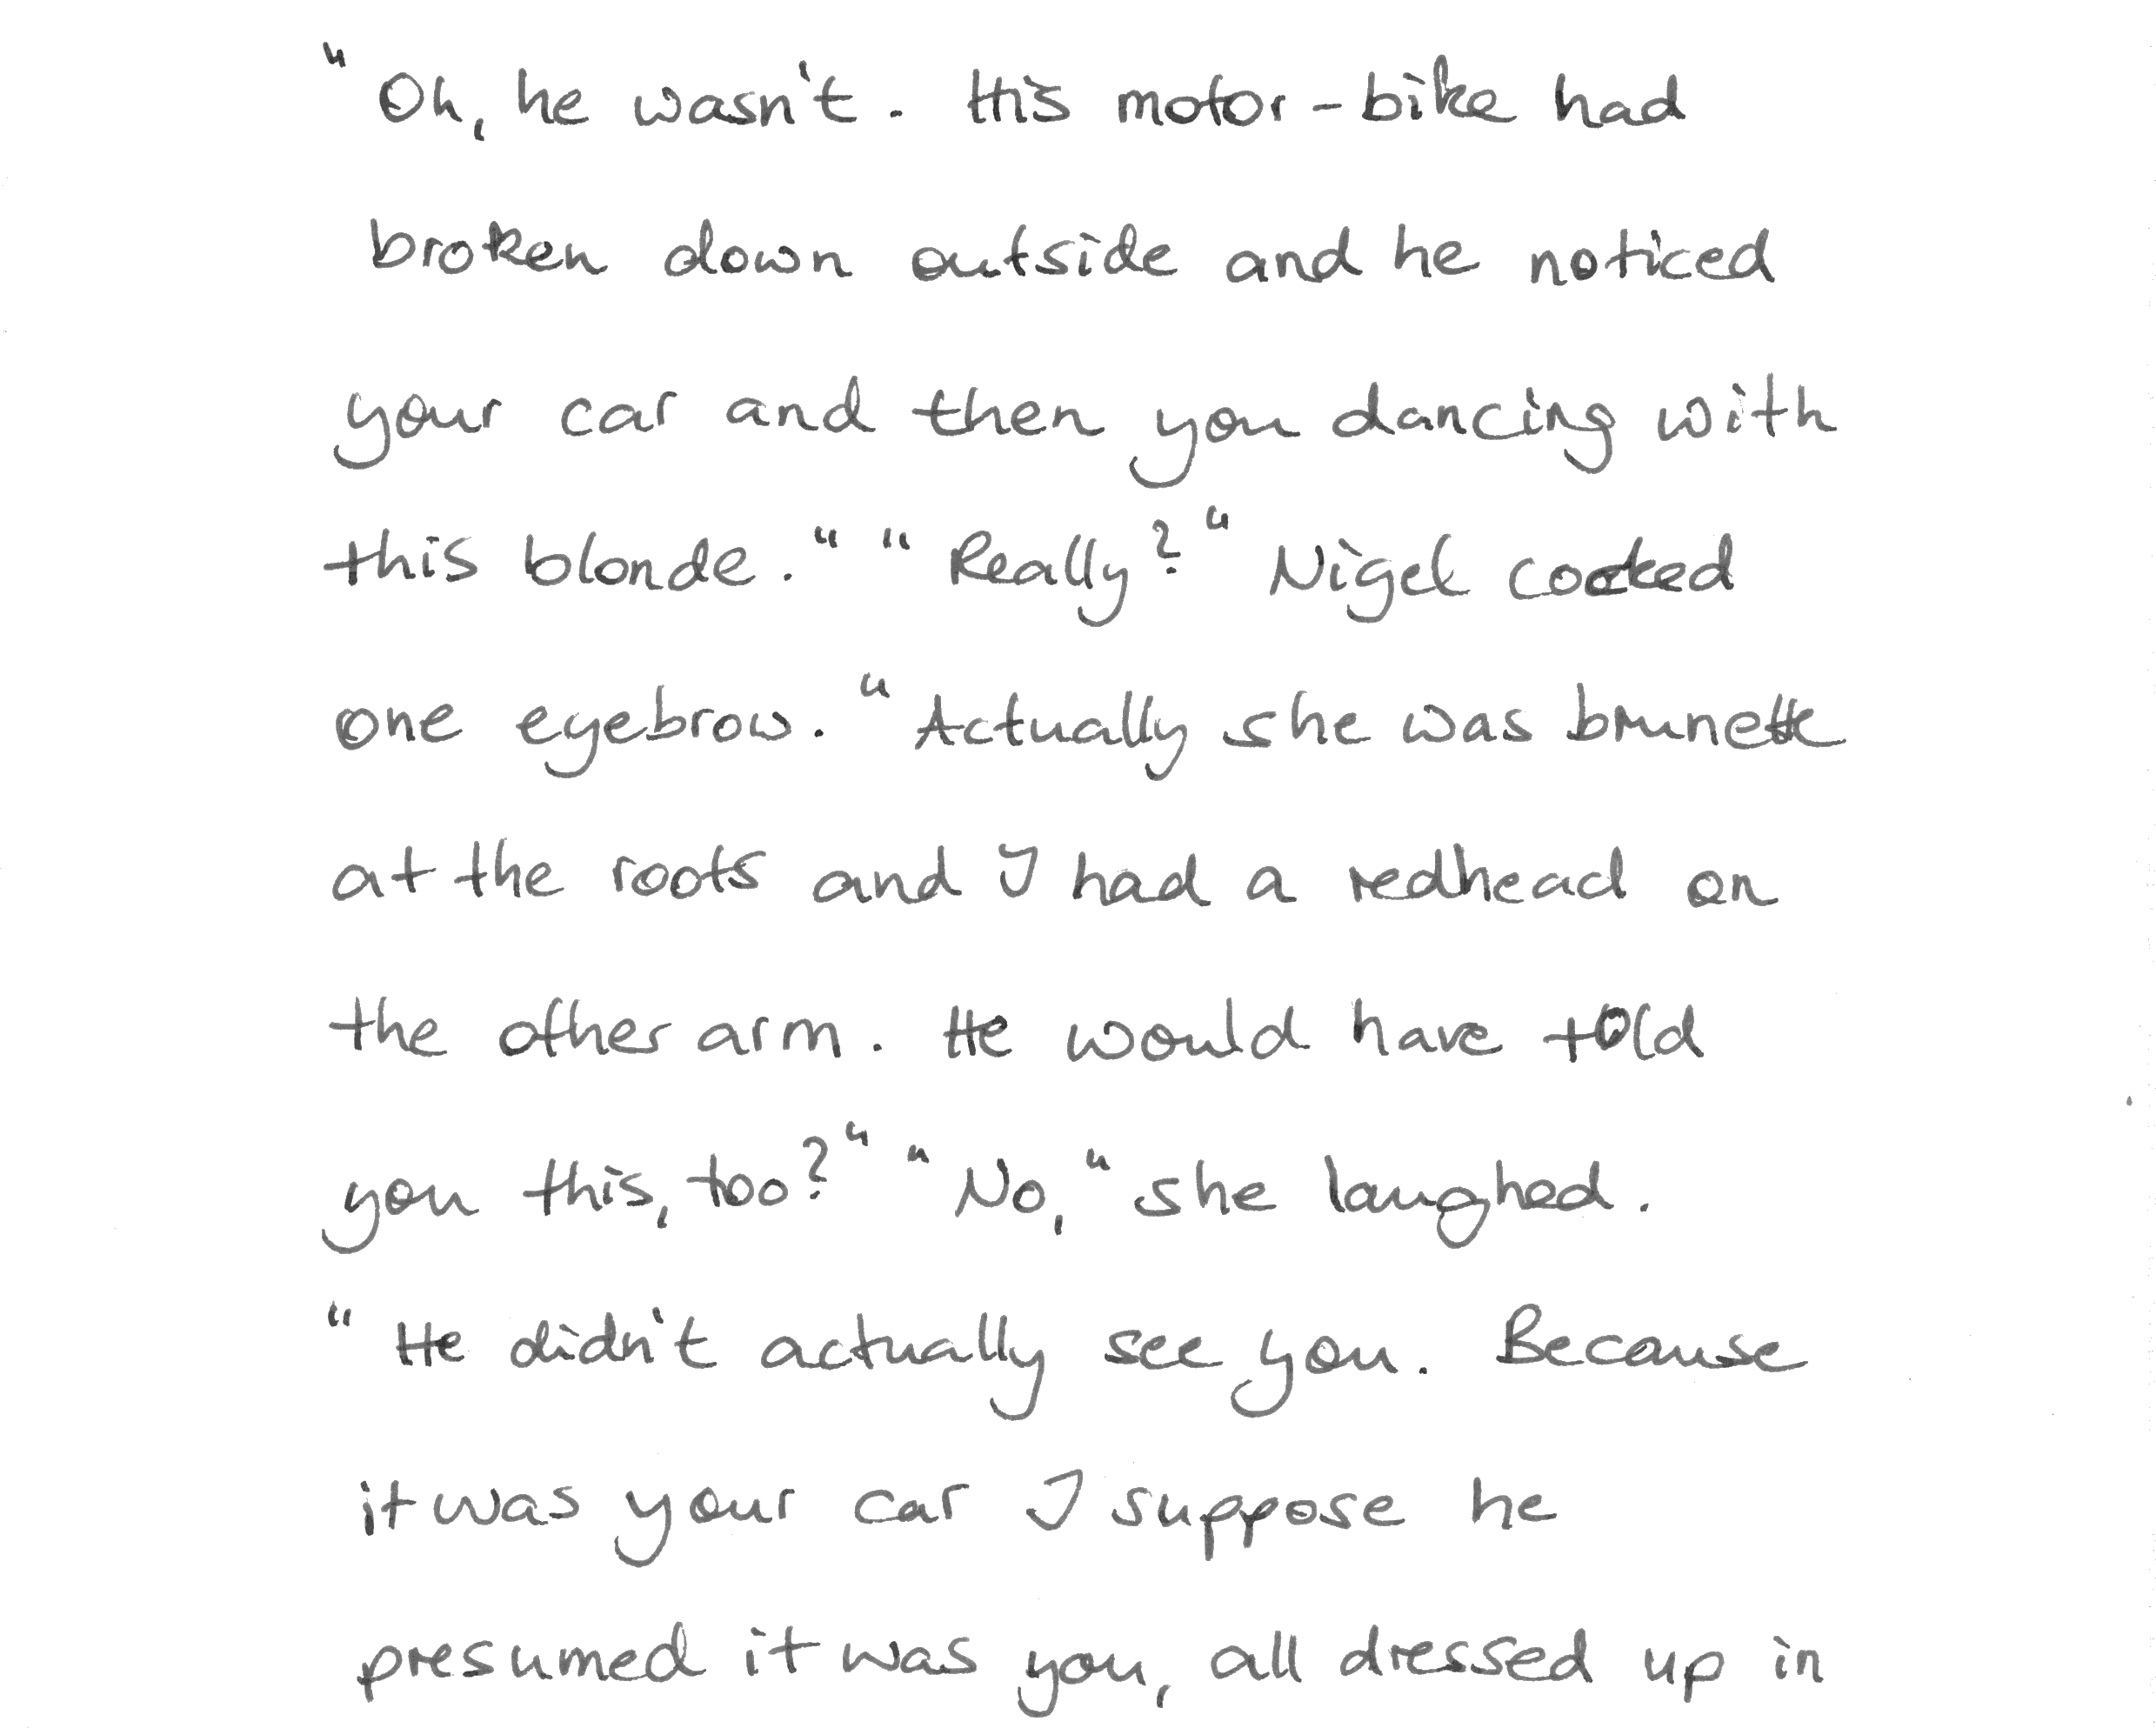 "Oh, he wasn't. His motor-bike had
broken down outside and he noticed
your car and then you dancing with
this blonde." "Really?" Nigel cocked
one eyebrow. "Actually she was brunette
at the roots and I had a redhead on
the other arm. He would have told
you this, too?" "No," she laughed.
"He didn't actually see you. Because
it was your car I suppose he
presumed it was you, all dressed up in